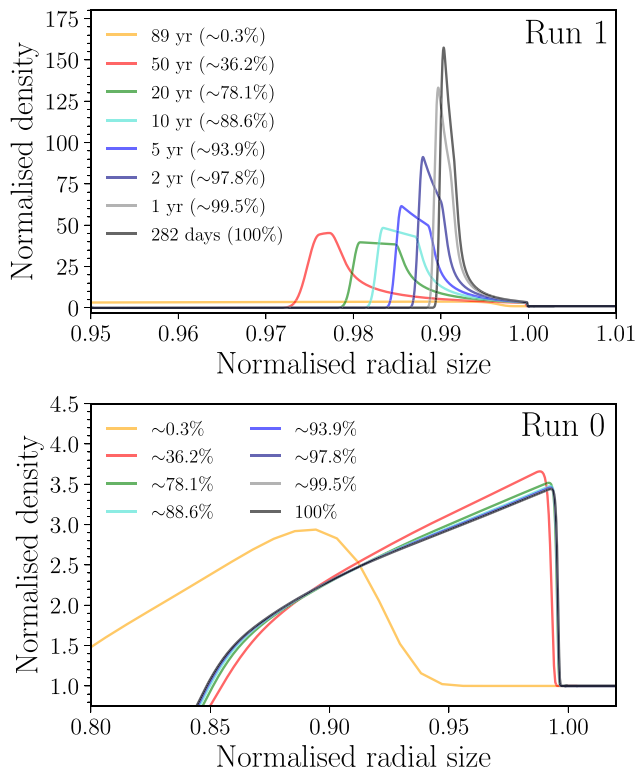 Run 1
Normalised density
175
150
125
100
75
50
25
0
89 yr (~0.3%)
50 yr (~36.2%)
20 yr (~78.1%)
10 yr (~88.6%)
5 yr (~93.9%)
2 yr (~97.8%)
1 yr (~99.5%)
282 days (100%)
0.95 0.96 0.97 0.98 0.99 1.00 1.01
Normalised radial size
Run 0
Normalised density
4.5
4.0
3.5
3.0
2.5
2.0
1.5
1.0
~0.3% ~93.9%
~36.2% ~97.8%
~78.1% ~99.5%
~88.6% 100%
0.80 0.85 0.90 0.95 1.00
Normalised radial size